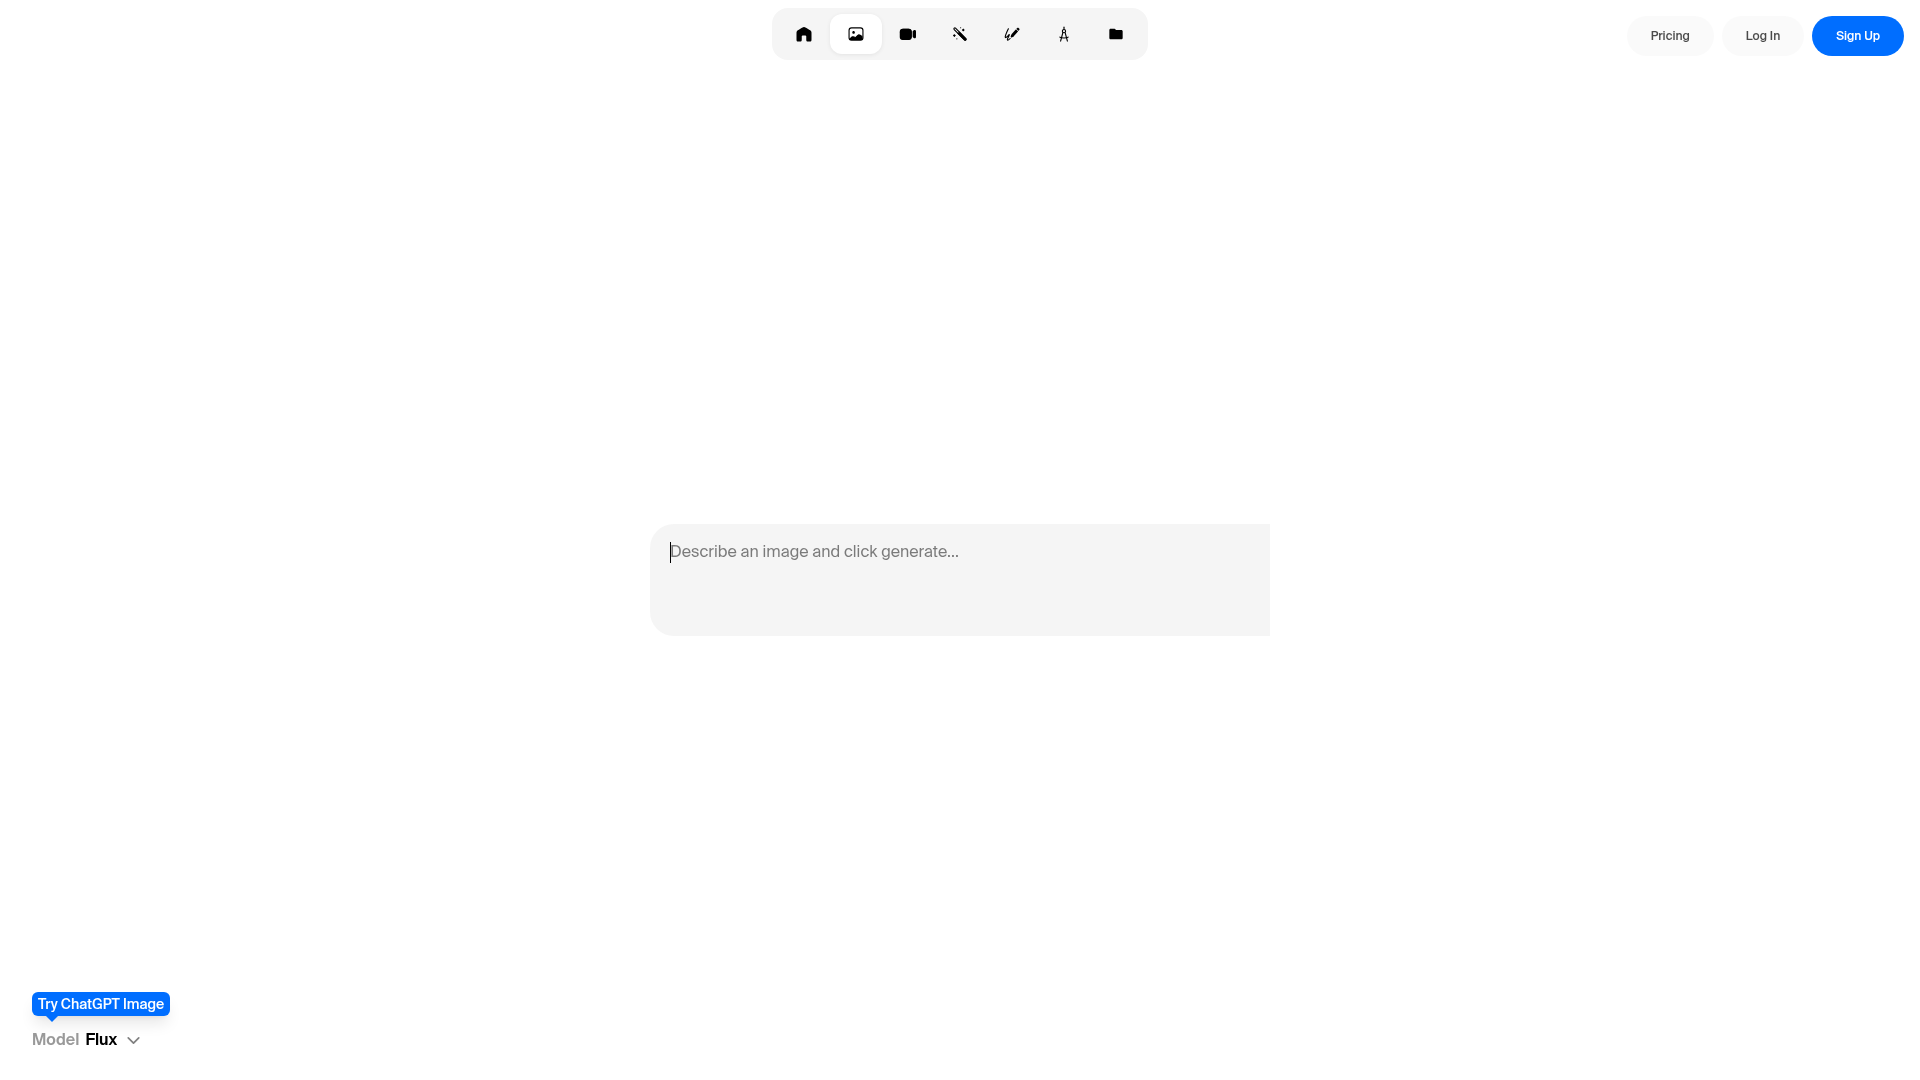 Pricing
Log In
Sign Up
Describe an image and click generate...
Try ChatGPT Image
Model Flux